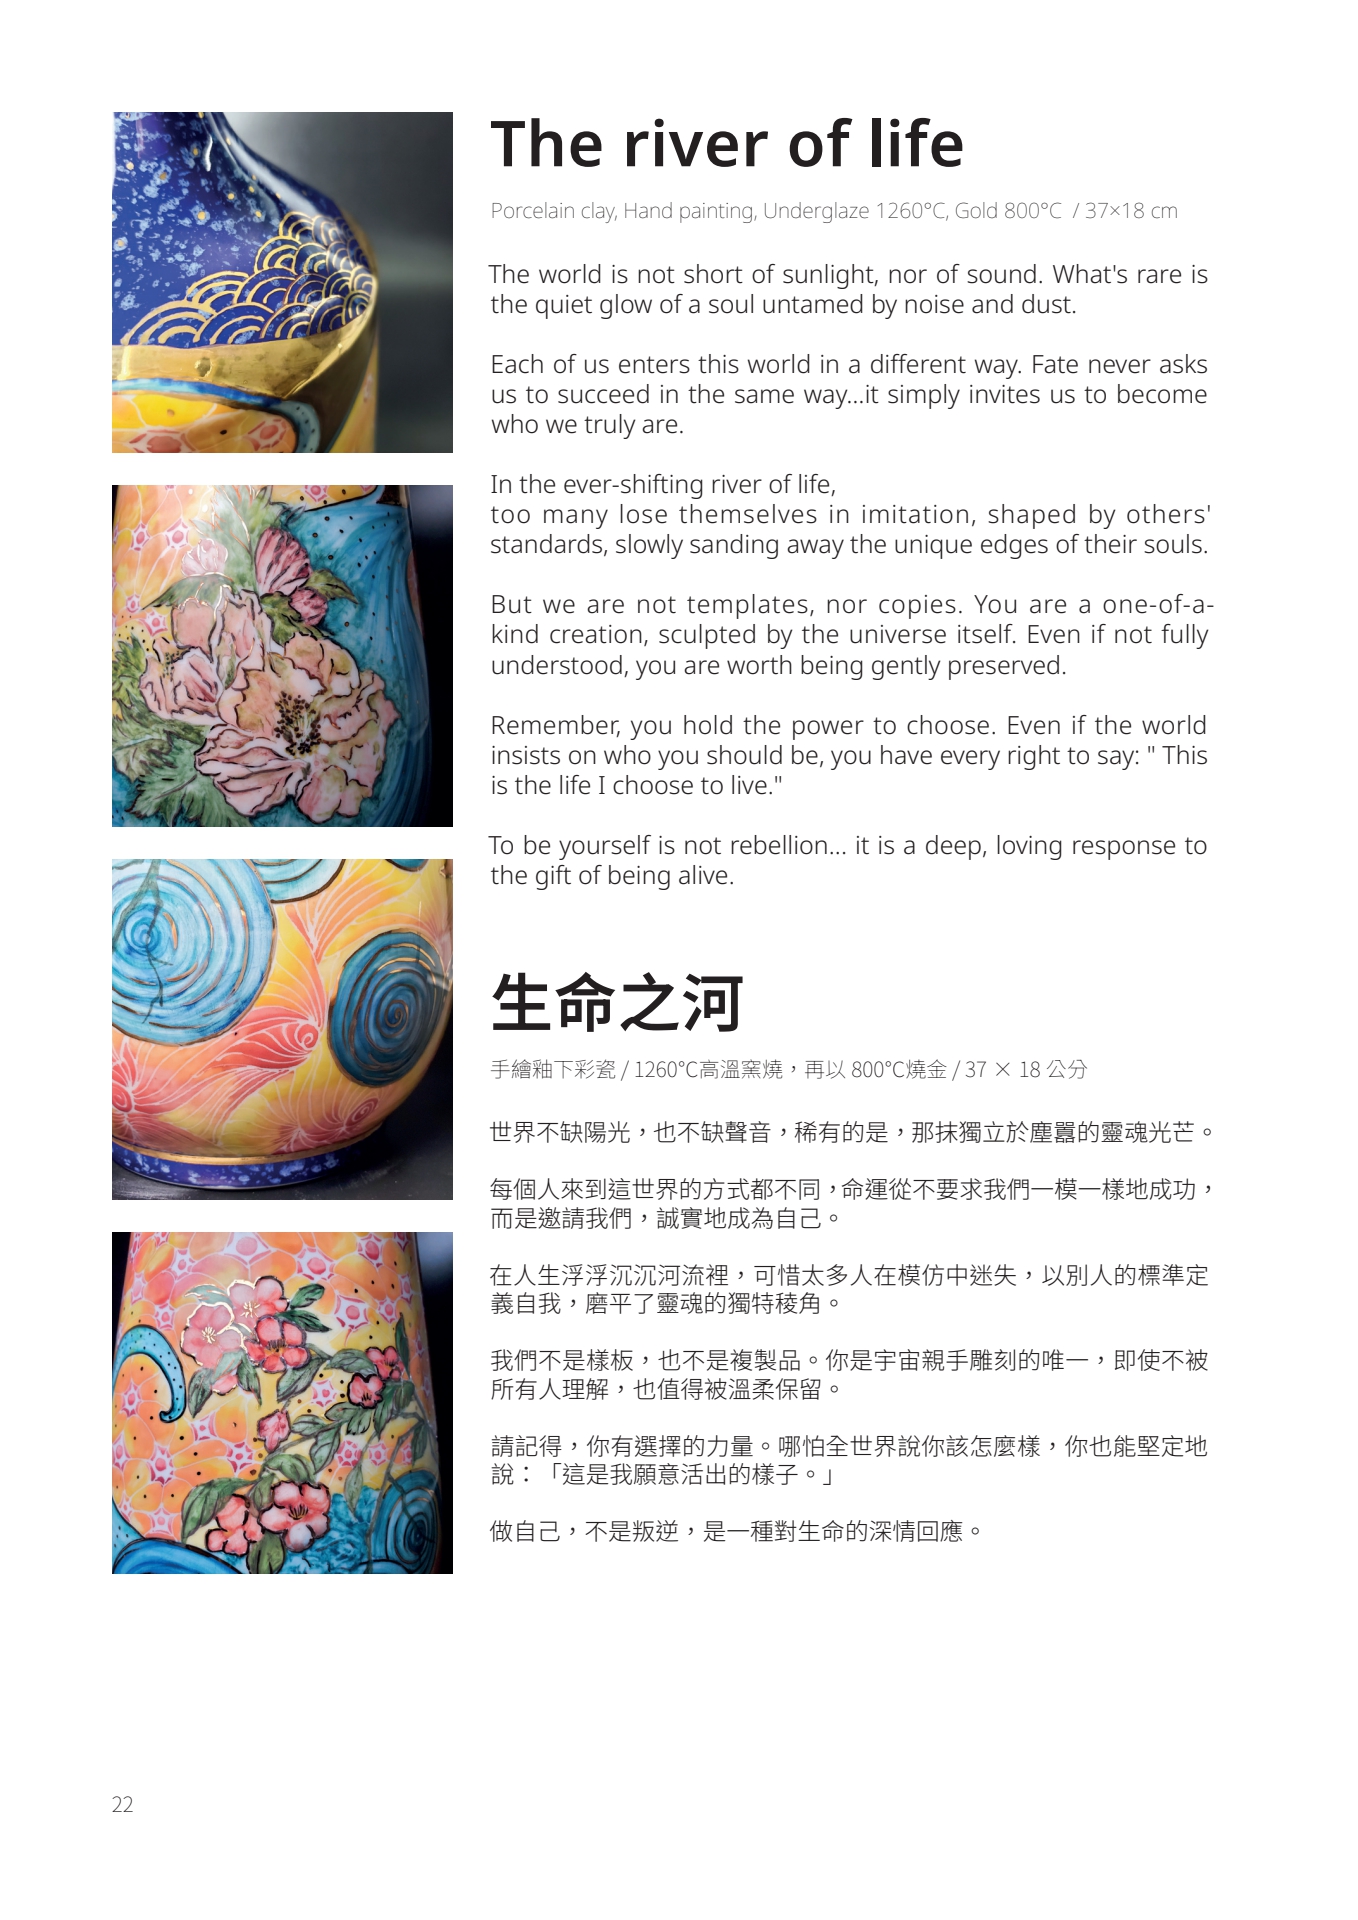 The river of life
Porcelain clay, Hand painting, Underglaze 1260°C, Gold 800°C / 37×18 cm
The world is not short of sunlight, nor of sound. What's rare is
the quiet glow of a soul untamed by noise and dust.
Each of us enters this world in a different way. Fate never asks
us to succeed in the same way...it simply invites us to become
who we truly are.
In the ever-shifting river of life,
too many lose themselves in imitation, shaped by others'
standards, slowly sanding away the unique edges of their souls.
But we are not templates, nor copies. You are a one-of-a-
kind creation, sculpted by the universe itself. Even if not fully
understood, you are worth being gently preserved.
Remember, you hold the power to choose. Even if the world
insists on who you should be, you have every right to say: " This
is the life I choose to live."
To be yourself is not rebellion... it is a deep, loving response to
the gift of being alive.
生命之河
手繪釉下彩瓷 / 1260°C高溫窯燒，再以 800°C燒金 / 37 × 18 公分
世界不缺陽光，也不缺聲音，稀有的是，那抹獨立於塵囂的靈魂光芒。
每個人來到這世界的方式都不同，命運從不要求我們一模一樣地成功，
而是邀請我們，誠實地成為自己。
在人生浮浮沉沉河流裡，可惜太多人在模仿中迷失，以別人的標準定
義自我，磨平了靈魂的獨特稜角。
我們不是樣板，也不是複製品。你是宇宙親手雕刻的唯一，即使不被
所有人理解，也值得被溫柔保留。
請記得，你有選擇的力量。哪怕全世界說你該怎麼樣，你也能堅定地
說：「這是我願意活出的樣子。」
做自己，不是叛逆，是一種對生命的深情回應。
22